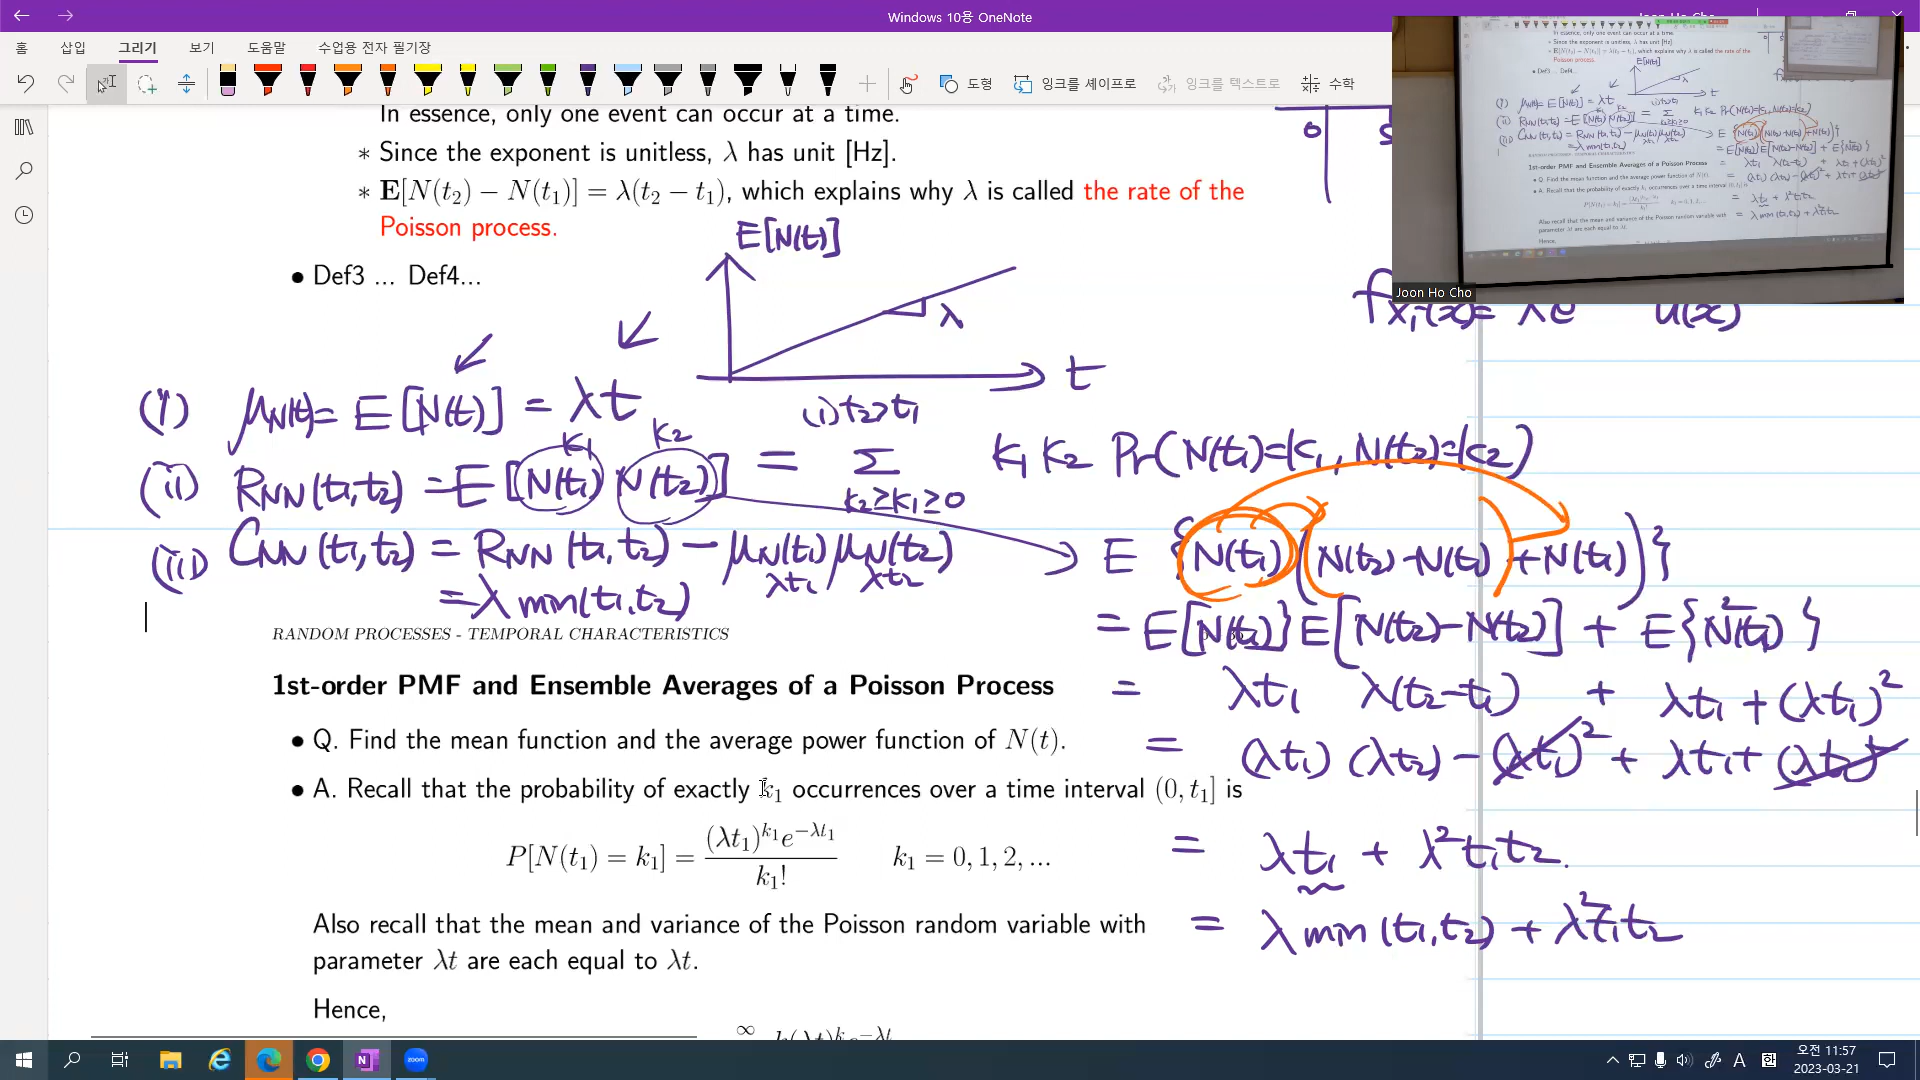 Windows 10용 OneNote
홈 삽입 그리기 보기 도움말 수업용 전자 필기장
도형 잉크를 셰이프로 잉크를 텍스트로 수학
In essence, only one event can occur at a time.
∗ Since the exponent is unitless, λ has unit [Hz].
∗ E[N(t₂) − N(t₁)] = λ(t₂ − t₁), which explains why λ is called the rate of the
Poisson process.
E[N(t)]
• Def3 ... Def4...
λ
t
Joon Ho Cho
(i) μN(t) = E[N(t)] = λt
(i) t₂>t₁
k₁ k₂
(ii) RNN(t₁,t₂) = E[N(t₁) N(t₂)] = Σ k₁ k₂ Pr(N(t₁)=k₁, N(t₂)=k₂)
k₂≥k₁≥0
(iii) CNN(t₁,t₂) = RNN(t₁,t₂) − μN(t₁) μN(t₂)
λt₁ λt₂
= λ min(t₁,t₂)
E {N(t₁)(N(t₂)−N(t₁)+N(t₁))}
= E[N(t₁)]E[N(t₂)−N(t₂)] + E{N²(t₁)}
= λt₁ λ(t₂−t₁) + λt₁+(λt₁)²
= (λt₁)(λt₂) − (λt₁)² + λt₁ + (λt₁)²
= λt₁ + λ²t₁t₂.
= λ min(t₁,t₂) + λ²t₁t₂
RANDOM PROCESSES - TEMPORAL CHARACTERISTICS
1st-order PMF and Ensemble Averages of a Poisson Process
• Q. Find the mean function and the average power function of N(t).
• A. Recall that the probability of exactly k₁ occurrences over a time interval (0, t₁] is
P[N(t₁) = k₁] = (λt₁)^k₁ e^−λt₁ / k₁! k₁ = 0, 1, 2, ...
Also recall that the mean and variance of the Poisson random variable with
parameter λt are each equal to λt.
Hence,
오전 11:57
2023-03-21